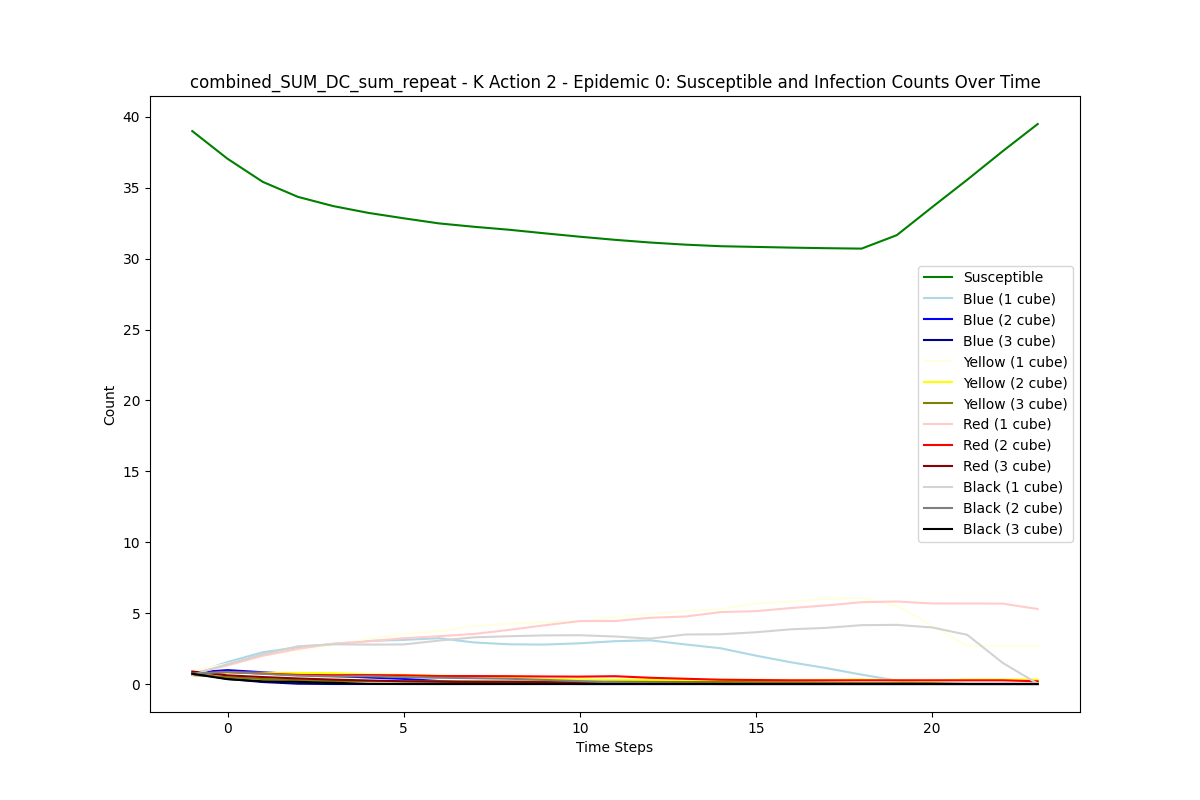 combined_SUM_DC_sum_repeat - K Action 2 - Epidemic 0: Susceptible and Infection Counts Over Time
40
35
30
25
20
15
10
5
0
Count
Susceptible
Blue (1 cube)
Blue (2 cube)
Blue (3 cube)
Yellow (1 cube)
Yellow (2 cube)
Yellow (3 cube)
Red (1 cube)
Red (2 cube)
Red (3 cube)
Black (1 cube)
Black (2 cube)
Black (3 cube)
0 5 10 15 20
Time Steps